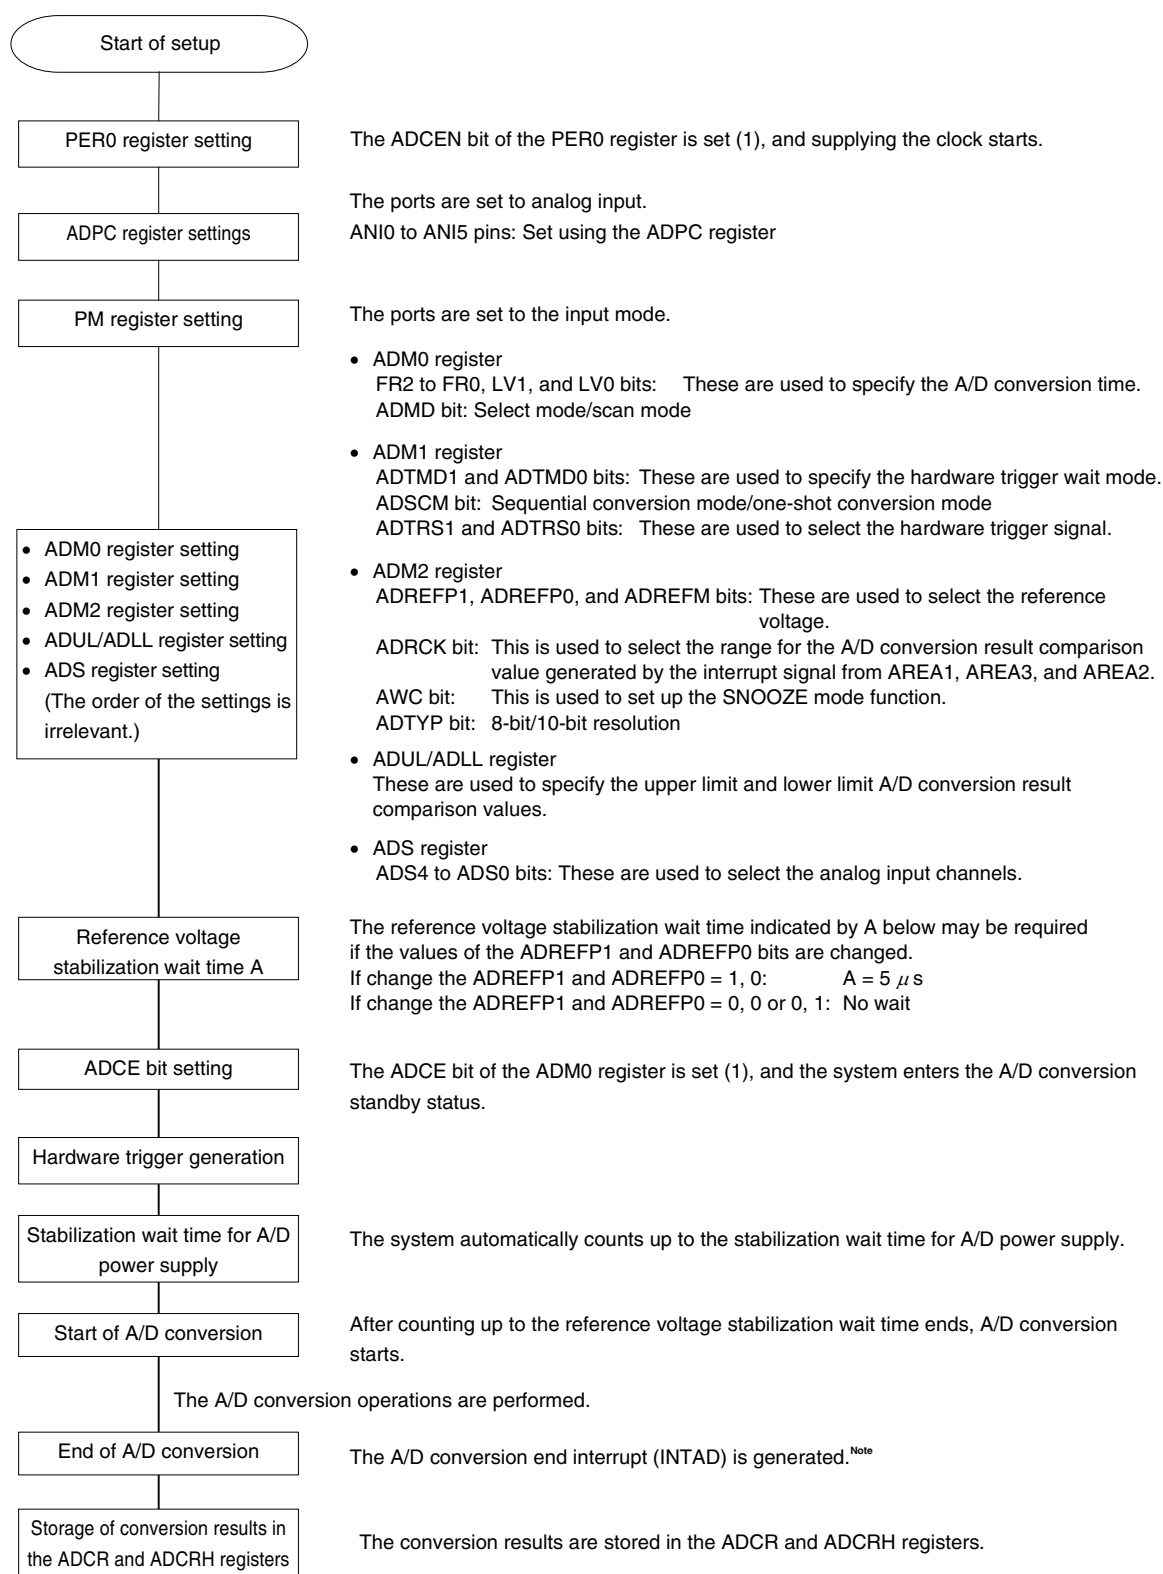 Start of setup
PER0 register setting
The ADCEN bit of the PER0 register is set (1), and supplying the clock starts.
ADPC register settings
The ports are set to analog input.
ANI0 to ANI5 pins: Set using the ADPC register
PM register setting
The ports are set to the input mode.
• ADM0 register setting
• ADM1 register setting
• ADM2 register setting
• ADUL/ADLL register setting
• ADS register setting
(The order of the settings is
irrelevant.)
• ADM0 register
FR2 to FR0, LV1, and LV0 bits: These are used to specify the A/D conversion time.
ADMD bit: Select mode/scan mode
• ADM1 register
ADTMD1 and ADTMD0 bits: These are used to specify the hardware trigger wait mode.
ADSCM bit: Sequential conversion mode/one-shot conversion mode
ADTRS1 and ADTRS0 bits: These are used to select the hardware trigger signal.
• ADM2 register
ADREFP1, ADREFP0, and ADREFM bits: These are used to select the reference
voltage.
ADRCK bit: This is used to select the range for the A/D conversion result comparison
value generated by the interrupt signal from AREA1, AREA3, and AREA2.
AWC bit: This is used to set up the SNOOZE mode function.
ADTYP bit: 8-bit/10-bit resolution
• ADUL/ADLL register
These are used to specify the upper limit and lower limit A/D conversion result
comparison values.
• ADS register
ADS4 to ADS0 bits: These are used to select the analog input channels.
Reference voltage
stabilization wait time A
The reference voltage stabilization wait time indicated by A below may be required
if the values of the ADREFP1 and ADREFP0 bits are changed.
If change the ADREFP1 and ADREFP0 = 1, 0: A = 5 μ s
If change the ADREFP1 and ADREFP0 = 0, 0 or 0, 1: No wait
ADCE bit setting
The ADCE bit of the ADM0 register is set (1), and the system enters the A/D conversion
standby status.
Hardware trigger generation
Stabilization wait time for A/D
power supply
The system automatically counts up to the stabilization wait time for A/D power supply.
Start of A/D conversion
After counting up to the reference voltage stabilization wait time ends, A/D conversion
starts.
The A/D conversion operations are performed.
End of A/D conversion
The A/D conversion end interrupt (INTAD) is generated.Note
Storage of conversion results in
the ADCR and ADCRH registers
The conversion results are stored in the ADCR and ADCRH registers.